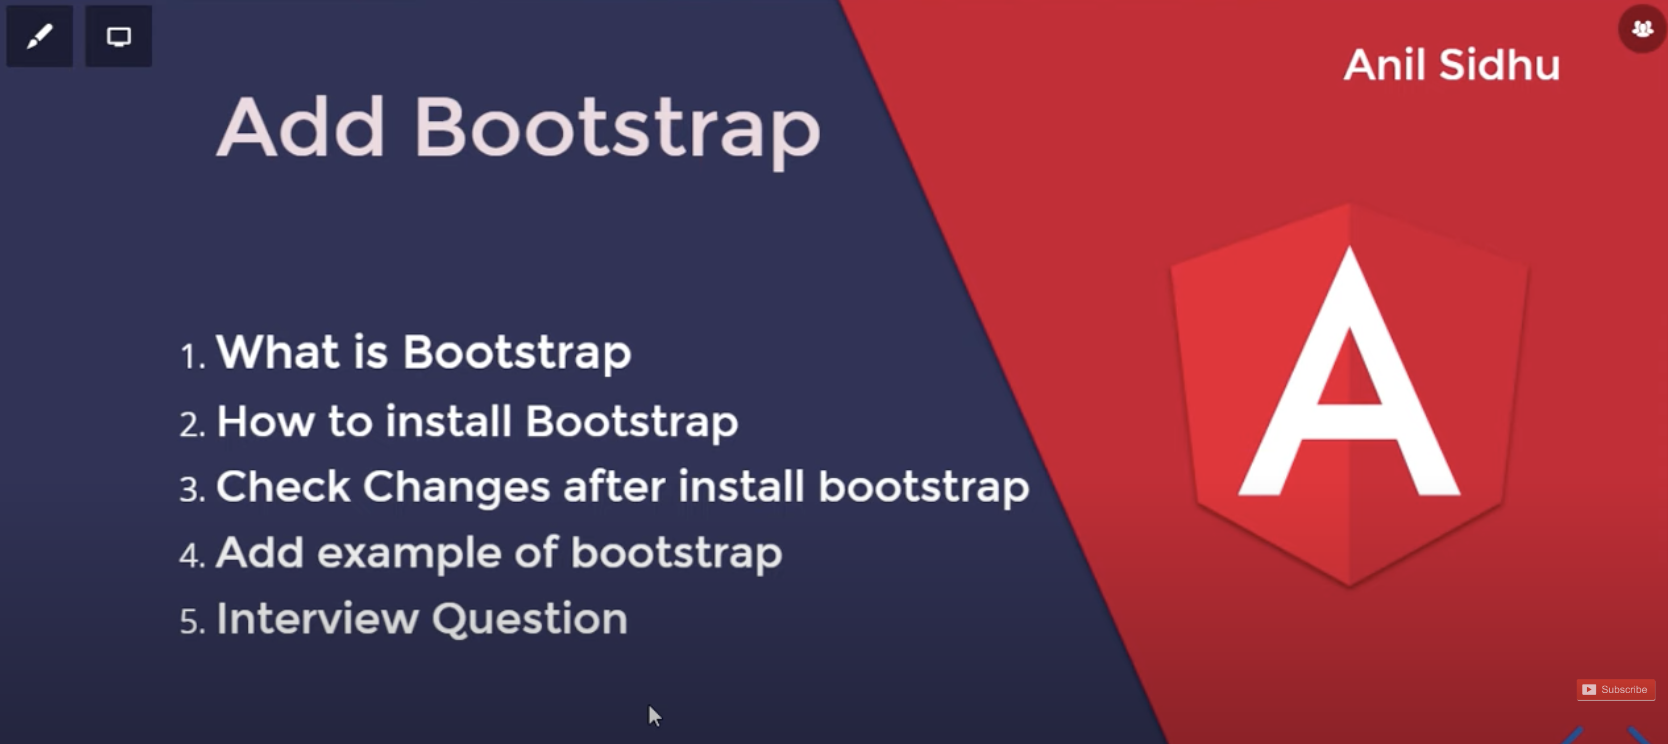 Anil Sidhu
Add Bootstrap
1. What is Bootstrap
2. How to install Bootstrap
3. Check Changes after install bootstrap
4. Add example of bootstrap
5. Interview Question
A
Subscribe